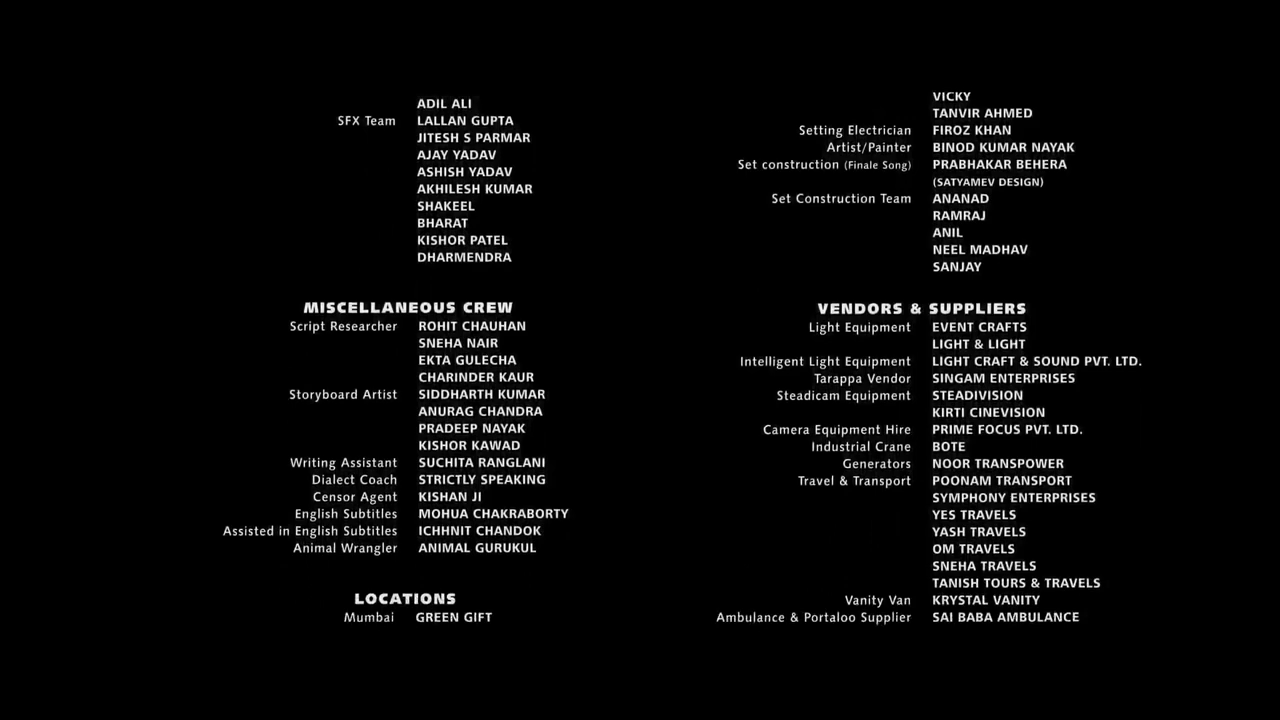 ADIL ALI
SFX Team LALLAN GUPTA
JITESH S PARMAR
AJAY YADAV
ASHISH YADAV
AKHILESH KUMAR
SHAKEEL
BHARAT
KISHOR PATEL
DHARMENDRA
MISCELLANEOUS CREW
Script Researcher ROHIT CHAUHAN
SNEHA NAIR
EKTA GULECHA
CHARINDER KAUR
Storyboard Artist SIDDHARTH KUMAR
ANURAG CHANDRA
PRADEEP NAYAK
KISHOR KAWAD
Writing Assistant SUCHITA RANGLANI
Dialect Coach STRICTLY SPEAKING
Censor Agent KISHAN JI
English Subtitles MOHUA CHAKRABORTY
Assisted in English Subtitles ICHHNIT CHANDOK
Animal Wrangler ANIMAL GURUKUL
LOCATIONS
Mumbai GREEN GIFT
VICKY
TANVIR AHMED
Setting Electrician FIROZ KHAN
Artist/Painter BINOD KUMAR NAYAK
Set construction (Finale Song) PRABHAKAR BEHERA
(SATYAMEV DESIGN)
Set Construction Team ANANAD
RAMRAJ
ANIL
NEEL MADHAV
SANJAY
VENDORS & SUPPLIERS
Light Equipment EVENT CRAFTS
LIGHT & LIGHT
Intelligent Light Equipment LIGHT CRAFT & SOUND PVT. LTD.
Tarappa Vendor SINGAM ENTERPRISES
Steadicam Equipment STEADIVISION
KIRTI CINEVISION
Camera Equipment Hire PRIME FOCUS PVT. LTD.
Industrial Crane BOTE
Generators NOOR TRANSPOWER
Travel & Transport POONAM TRANSPORT
SYMPHONY ENTERPRISES
YES TRAVELS
YASH TRAVELS
OM TRAVELS
SNEHA TRAVELS
TANISH TOURS & TRAVELS
Vanity Van KRYSTAL VANITY
Ambulance & Portaloo Supplier SAI BABA AMBULANCE